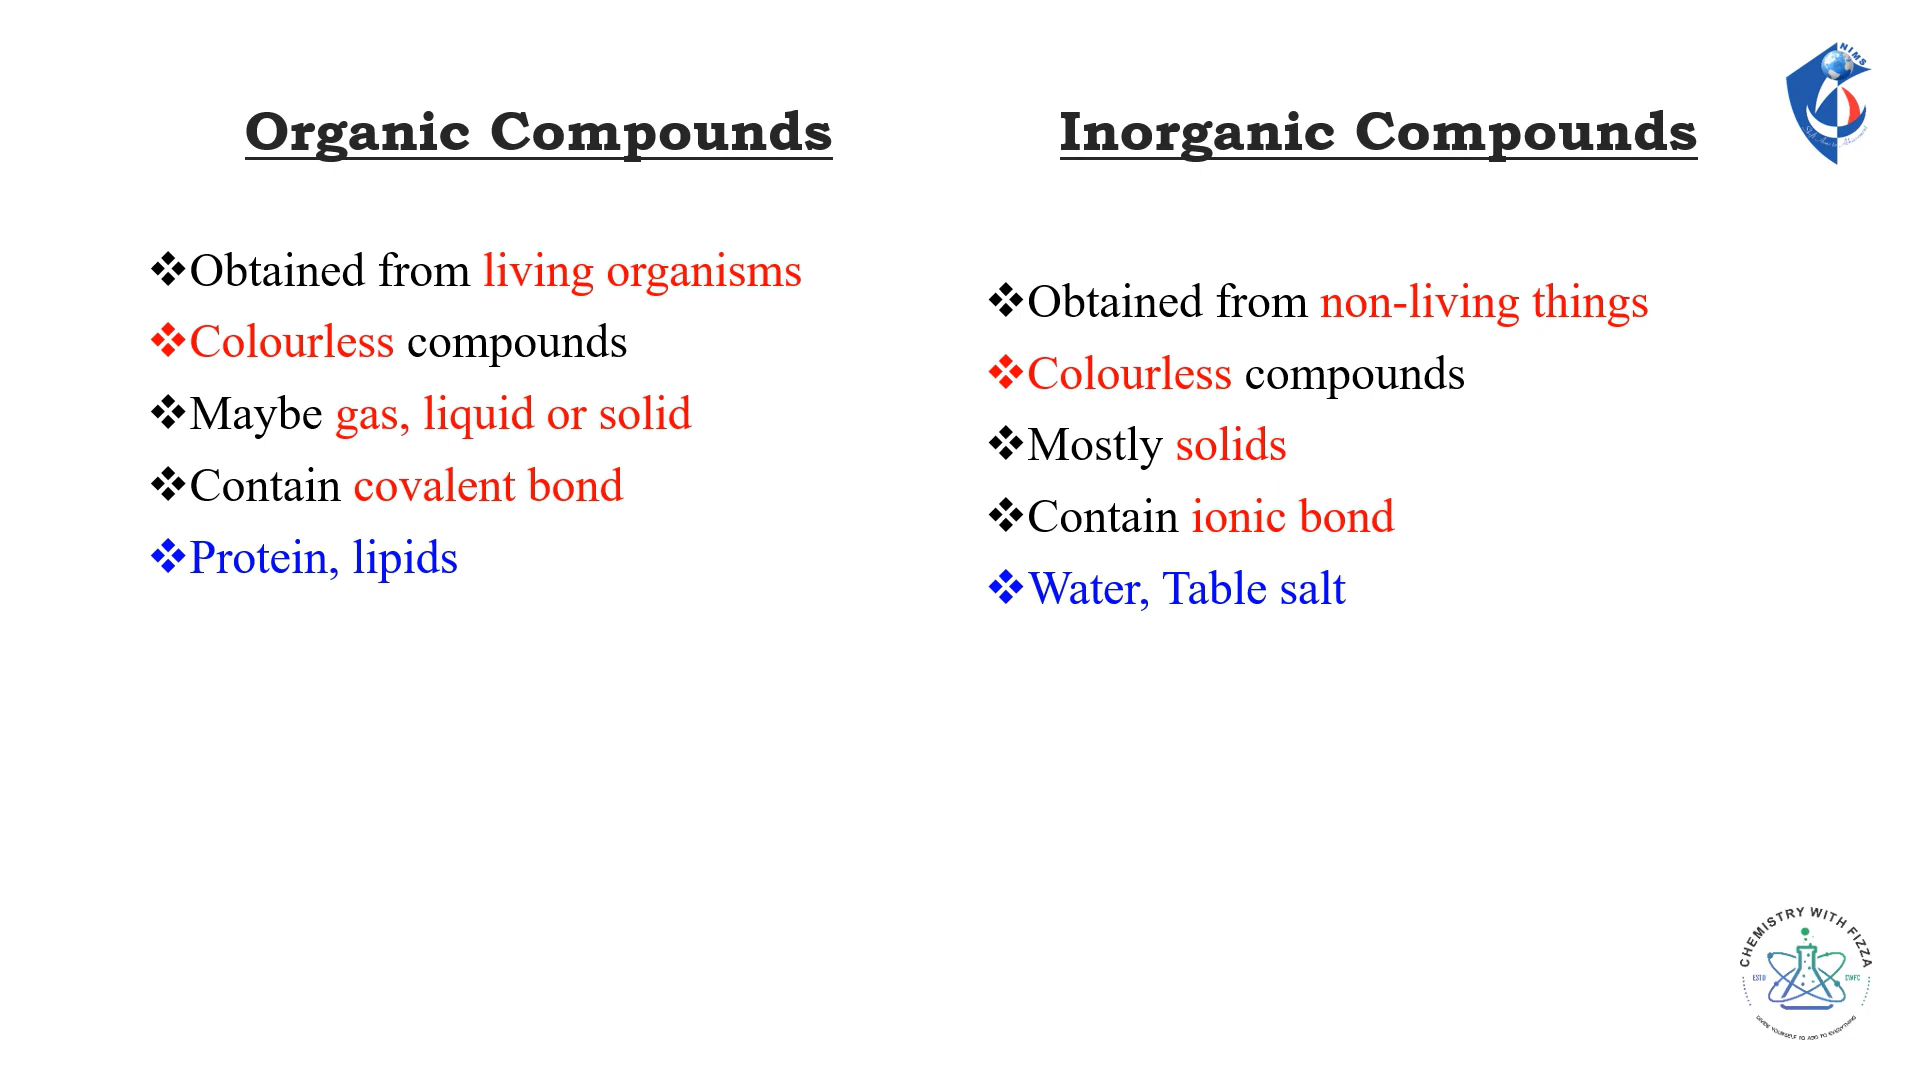 Organic Compounds
❖Obtained from living organisms
❖Colourless compounds
❖Maybe gas, liquid or solid
❖Contain covalent bond
❖Protein, lipids
Inorganic Compounds
❖Obtained from non-living things
❖Colourless compounds
❖Mostly solids
❖Contain ionic bond
❖Water, Table salt
NIMS
CHEMISTRY WITH FIZZA
ESTD